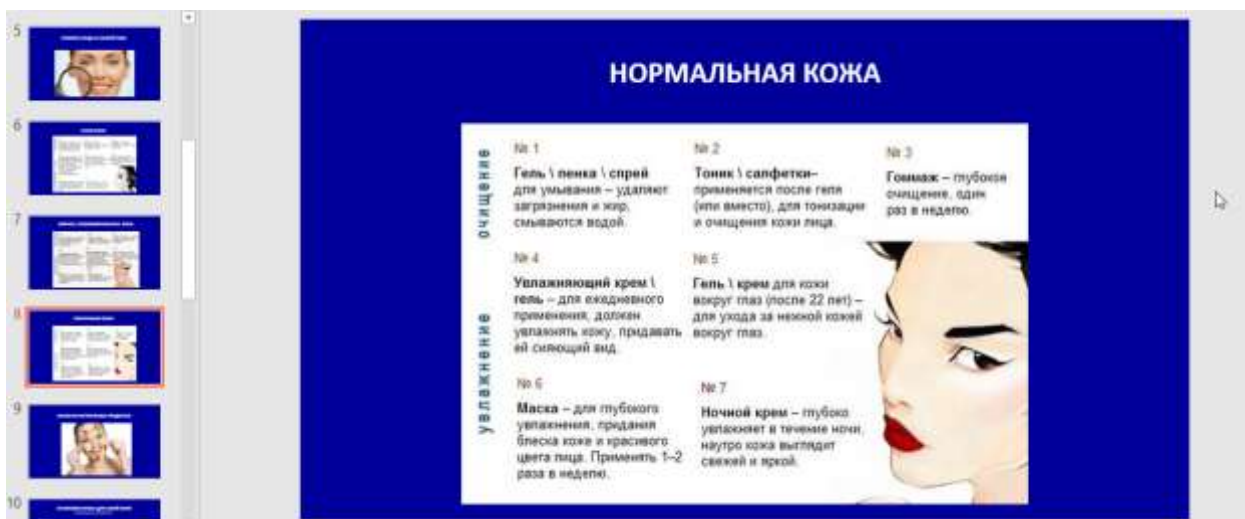 5
6
7
8
9
10
НОРМАЛЬНАЯ КОЖА
очищение
№ 1
Гель \ пенка \ спрей
для умывания – удаляют
загрязнения и жир,
смываются водой.
№ 2
Тоник \ салфетки–
применяется после геля
(или вместо), для тонизации
и очищения кожи лица.
№ 3
Гоммаж – глубокое
очищение, один
раз в неделю.
увлажнение
№ 4
Увлажняющий крем \
гель – для ежедневного
применения, должен
увлажнять кожу, придавать
ей сияющий вид.
№ 5
Гель \ крем для кожи
вокруг глаз (после 22 лет) –
для ухода за нежной кожей
вокруг глаз.
№ 6
Маска – для глубокого
увлажнения, придания
блеска коже и красивого
цвета лица. Применять 1–2
раза в неделю.
№ 7
Ночной крем – глубоко
увлажняет в течение ночи,
наутро кожа выглядит
свежей и яркой.